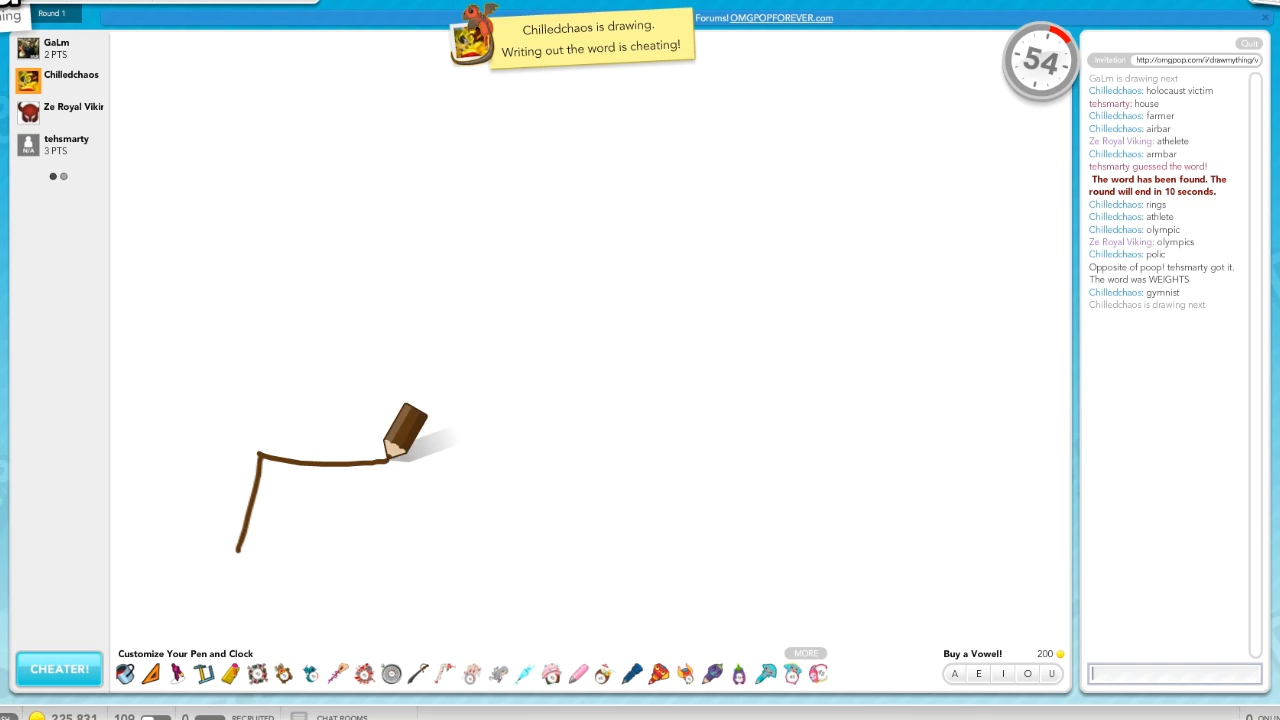 Round 1
Forums! OMGPOPFOREVER.com
Chilledchaos is drawing.
Writing out the word is cheating!
54
GaLm
2 PTS
Chilledchaos
Ze Royal Vikir
tehsmarty
3 PTS
N/A
CHEATER!
Quit
Invitation
http://omgpop.com/i/drawmything/v
GaLm is drawing next
Chilledchaos: holocaust victim
tehsmarty: house
Chilledchaos: farmer
Chilledchaos: airbar
Ze Royal Viking: athelete
Chilledchaos: armbar
tehsmarty guessed the word!
The word has been found. The
round will end in 10 seconds.
Chilledchaos: rings
Chilledchaos: athlete
Chilledchaos: olympic
Ze Royal Viking: olympics
Chilledchaos: polic
Opposite of poop! tehsmarty got it.
The word was WEIGHTS
Chilledchaos: gymnist
Chilledchaos is drawing next
Customize Your Pen and Clock
MORE
Buy a Vowel!
200
A E I O U